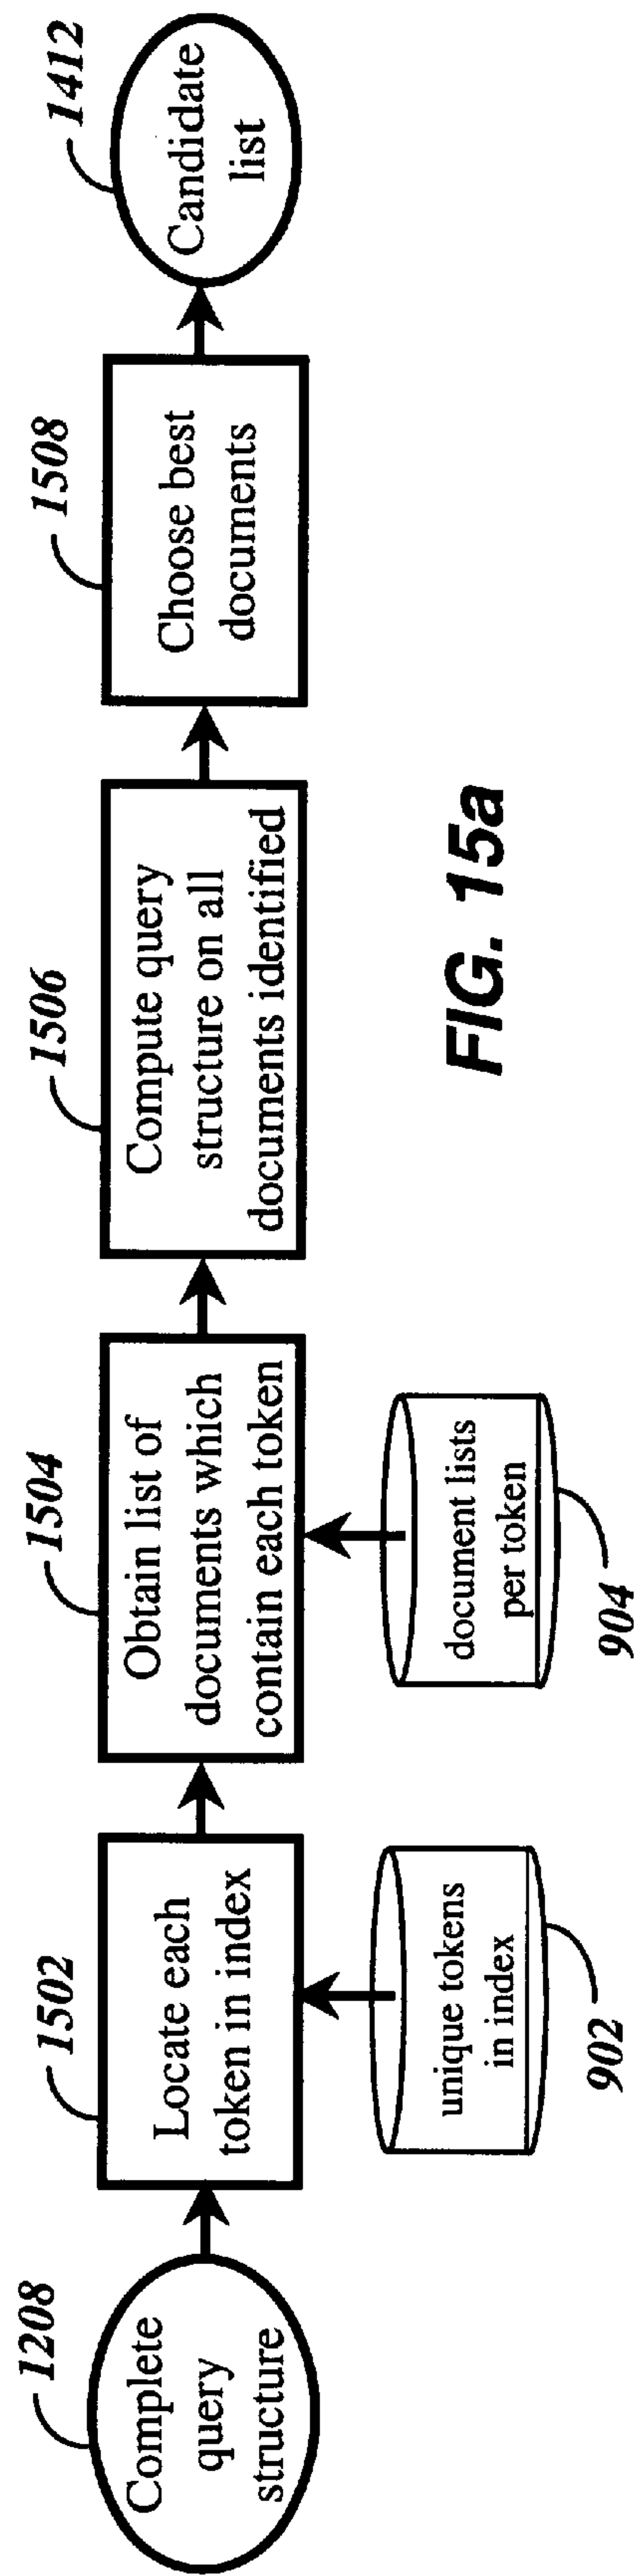 1208
Complete
query
structure
1502
Locate each
token in index
unique tokens
in index
902
1504
Obtain list of
documents which
contain each token
document lists
per token
904
1506
Compute query
structure on all
documents identified
1508
Choose best
documents
1412
Candidate
list
FIG. 15a